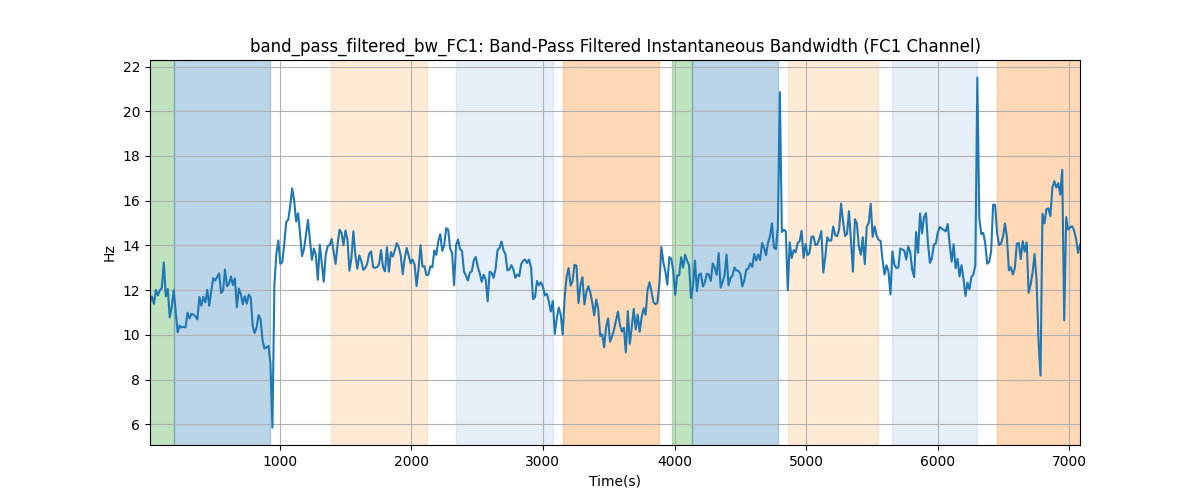 band_pass_filtered_bw_FC1: Band-Pass Filtered Instantaneous Bandwidth (FC1 Channel)
22
20
18
16
14
12
10
8
6
Hz
1000 2000 3000 4000 5000 6000 7000
Time(s)